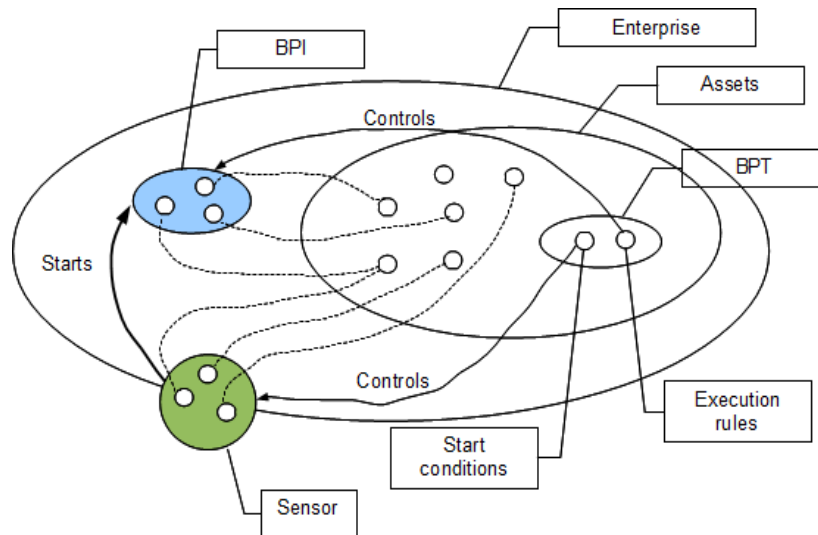 Enterprise
BPI
Assets
Controls
BPT
Starts
Controls
Execution
rules
Start
conditions
Sensor